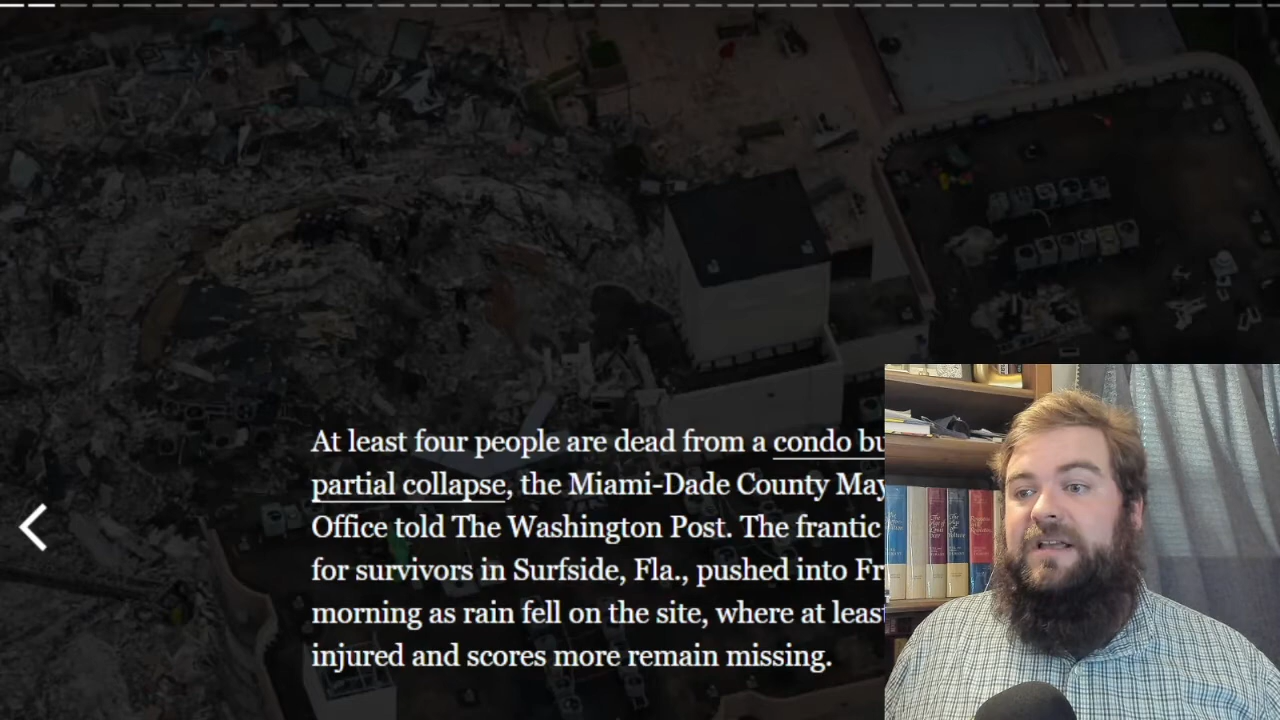 At least four people are dead from a condo bu
partial collapse, the Miami-Dade County May
Office told The Washington Post. The frantic
for survivors in Surfside, Fla., pushed into Fr
morning as rain fell on the site, where at least
injured and scores more remain missing.